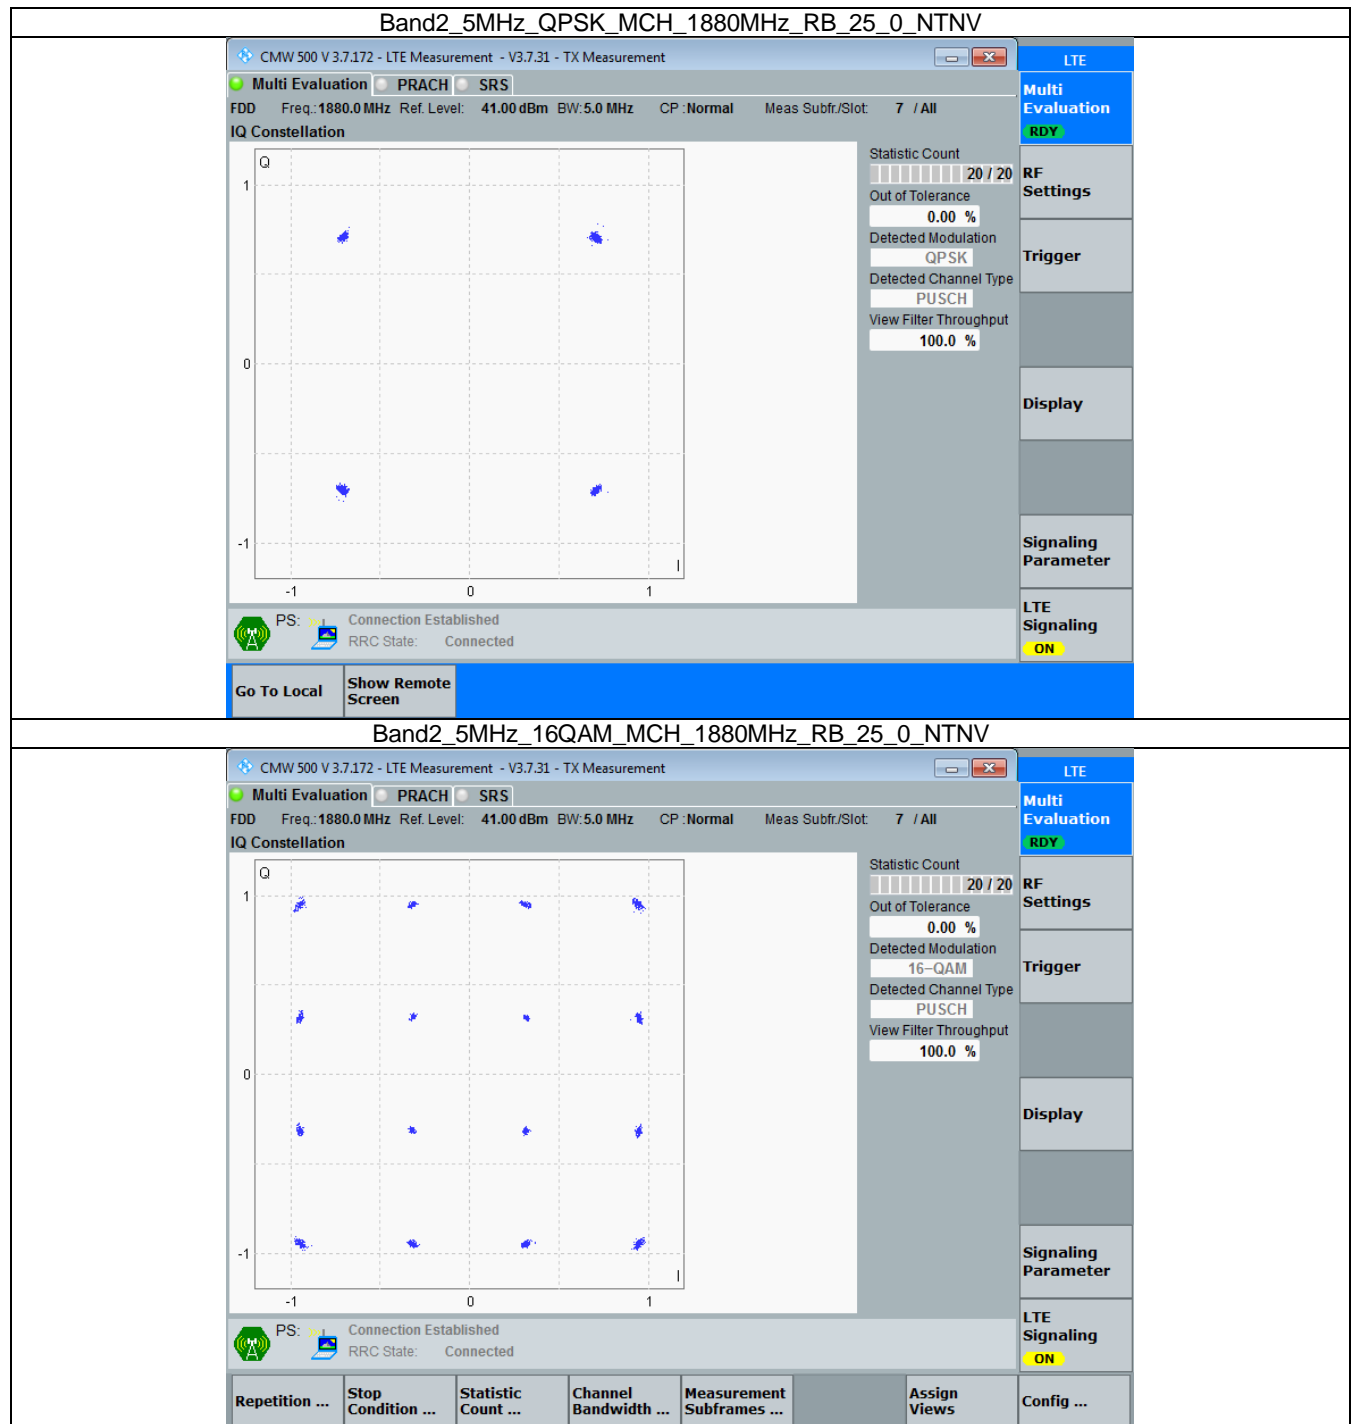 Band2_5MHz_QPSK_MCH_1880MHz_RB_25_0_NTNV
CMW 500 V 3.7.172 - LTE Measurement - V3.7.31 - TX Measurement
LTE
Multi Evaluation PRACH SRS
Multi
Evaluation
RDY
FDD Freq.:1880.0 MHz Ref. Level: 41.00 dBm BW:5.0 MHz CP :Normal Meas Subfr./Slot: 7 / All
IQ Constellation
Q
1
0
-1
-1 0 1
I
Statistic Count
20 / 20
Out of Tolerance
0.00 %
Detected Modulation
QPSK
Detected Channel Type
PUSCH
View Filter Throughput
100.0 %
RF
Settings
Trigger
Display
Signaling
Parameter
LTE
Signaling
ON
PS: Connection Established
RRC State: Connected
Go To Local
Show Remote
Screen
Band2_5MHz_16QAM_MCH_1880MHz_RB_25_0_NTNV
CMW 500 V 3.7.172 - LTE Measurement - V3.7.31 - TX Measurement
LTE
Multi Evaluation PRACH SRS
Multi
Evaluation
RDY
FDD Freq.:1880.0 MHz Ref. Level: 41.00 dBm BW:5.0 MHz CP :Normal Meas Subfr./Slot: 7 / All
IQ Constellation
Q
1
0
-1
-1 0 1
I
Statistic Count
20 / 20
Out of Tolerance
0.00 %
Detected Modulation
16-QAM
Detected Channel Type
PUSCH
View Filter Throughput
100.0 %
RF
Settings
Trigger
Display
Signaling
Parameter
LTE
Signaling
ON
PS: Connection Established
RRC State: Connected
Repetition ...
Stop
Condition ...
Statistic
Count ...
Channel
Bandwidth ...
Measurement
Subframes ...
Assign
Views
Config ...